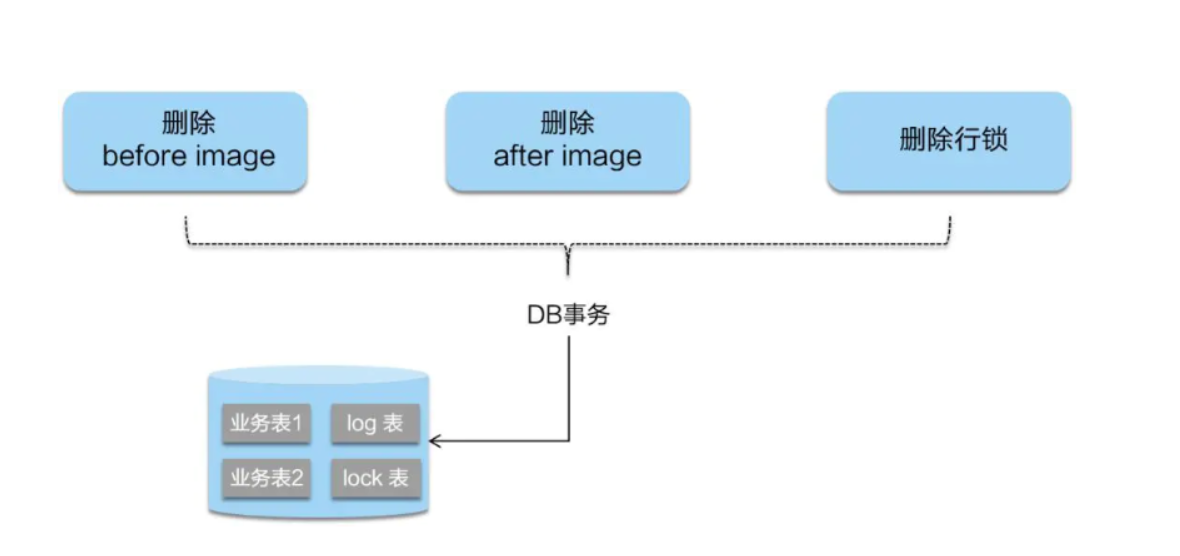 删除
before image
删除
after image
删除行锁
DB事务
业务表1
log 表
业务表2
lock 表